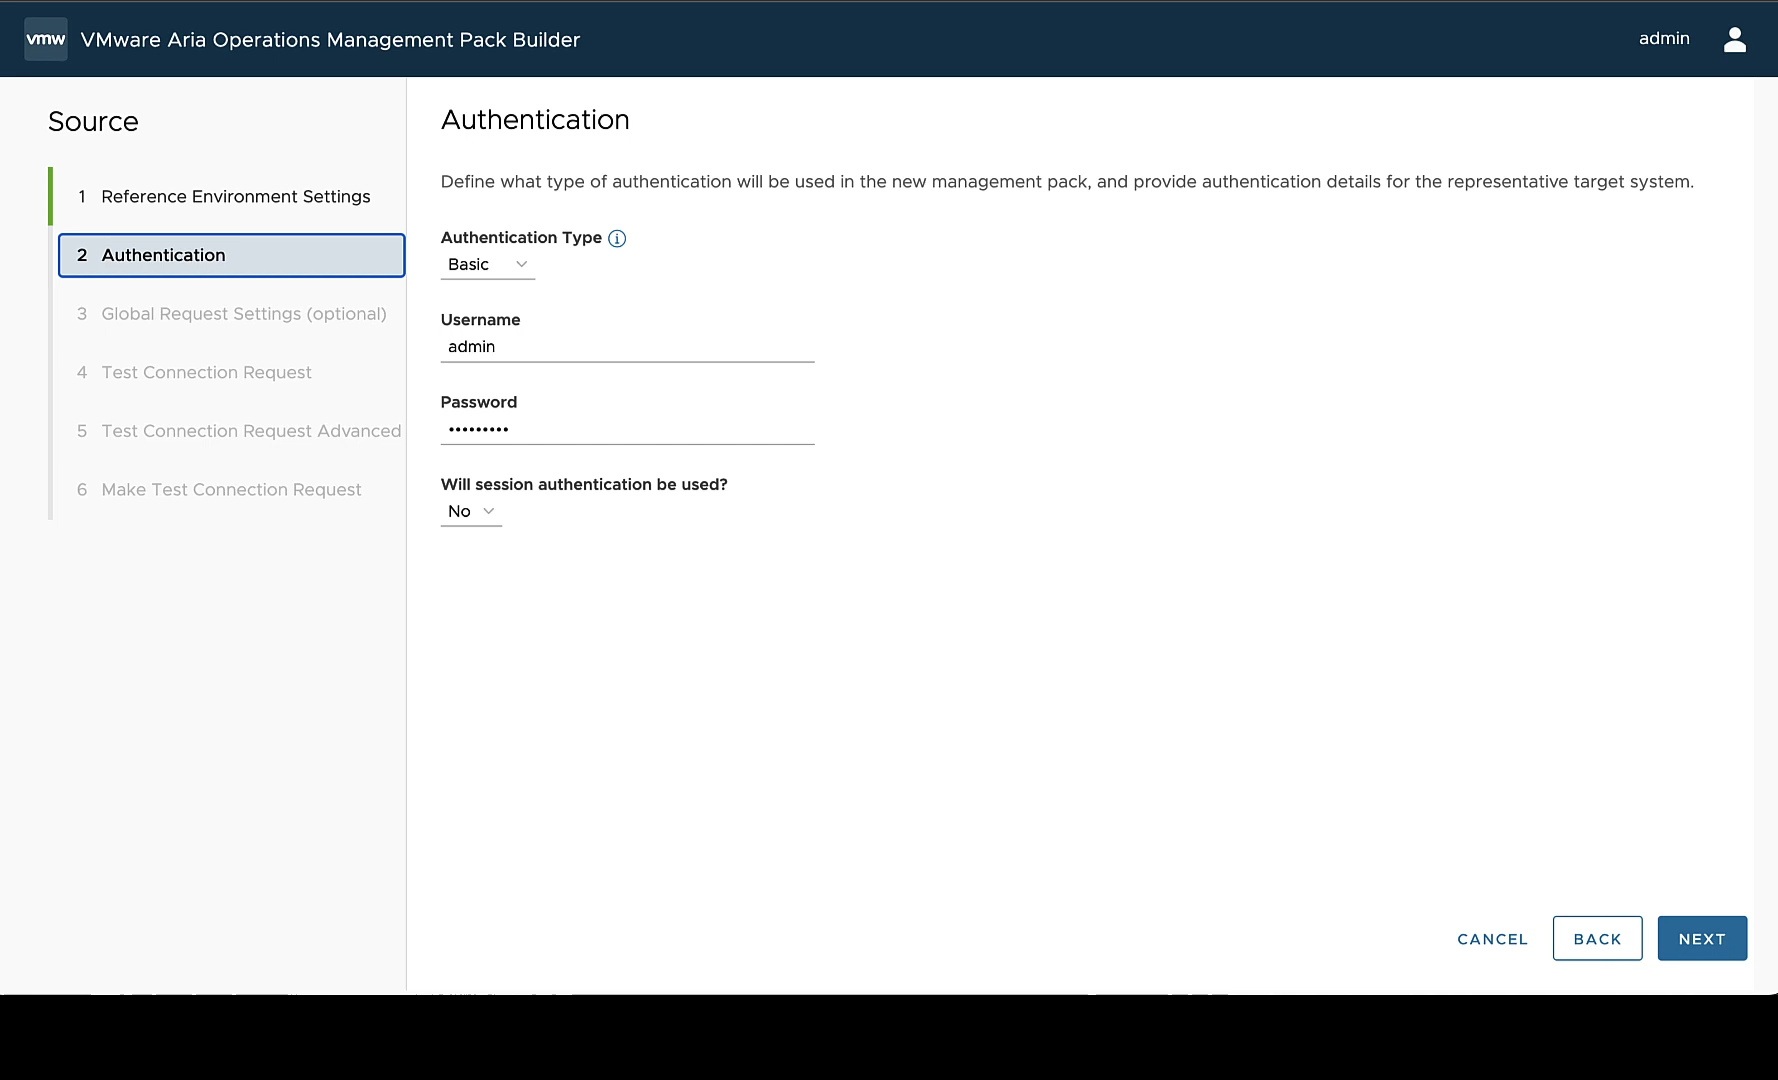 vmw VMware Aria Operations Management Pack Builder
admin
Source
1 Reference Environment Settings
2 Authentication
3 Global Request Settings (optional)
4 Test Connection Request
5 Test Connection Request Advanced
6 Make Test Connection Request
Authentication
Define what type of authentication will be used in the new management pack, and provide authentication details for the representative target system.
Authentication Type
Basic
Username
admin
Password
•••••••••
Will session authentication be used?
No
CANCEL
BACK
NEXT